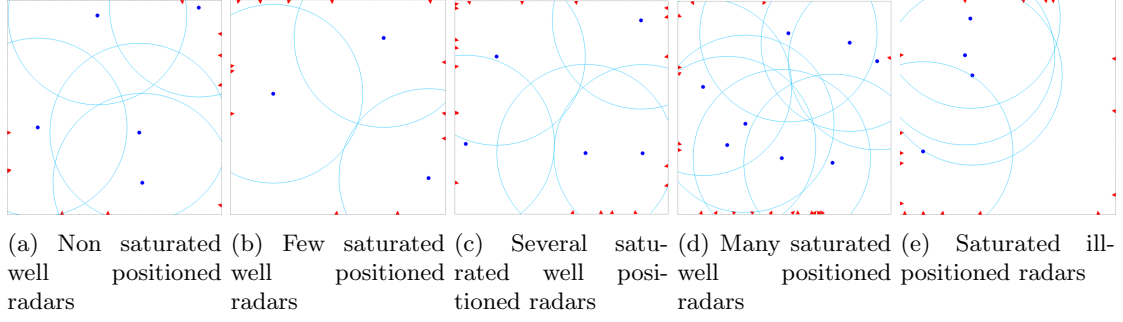 (a) Non saturated
well positioned
radars
(b) Few saturated
well positioned
radars
(c) Several satu-
rated well posi-
tioned radars
(d) Many saturated
well positioned
radars
(e) Saturated ill-
positioned radars